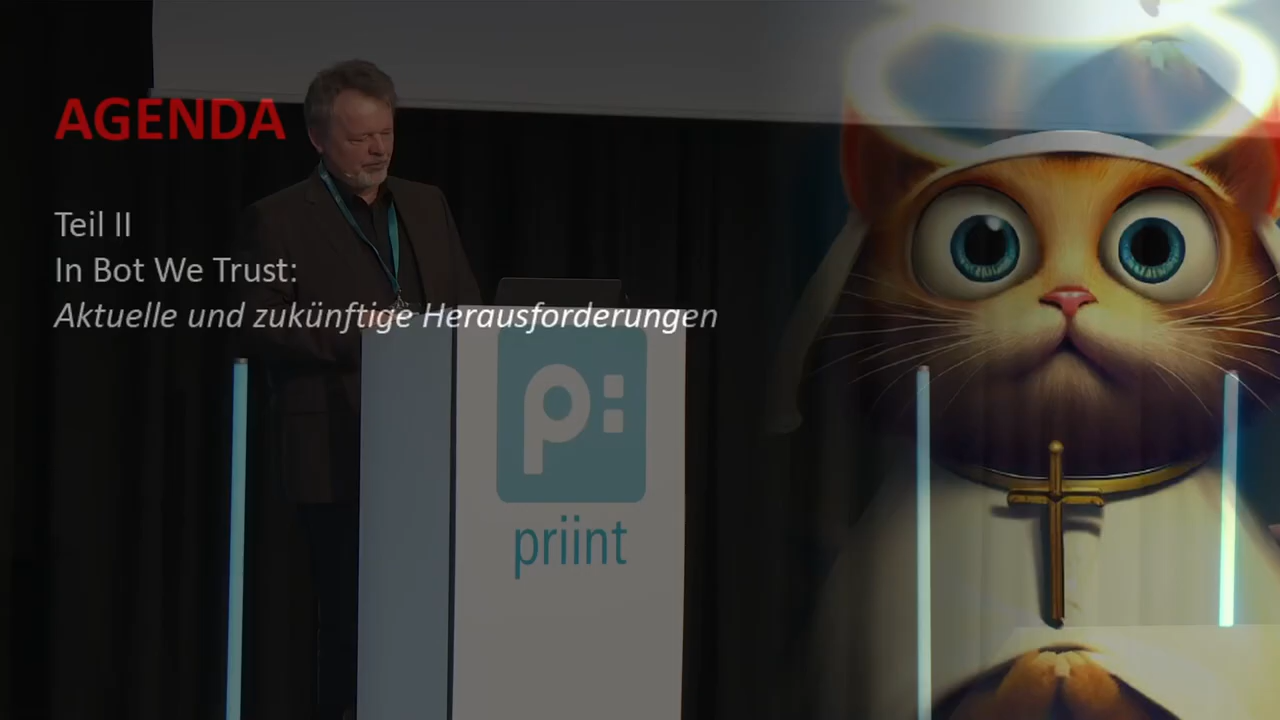 AGENDA
Teil II
In Bot We Trust:
Aktuelle und zukünftige Herausforderungen
p:
priint